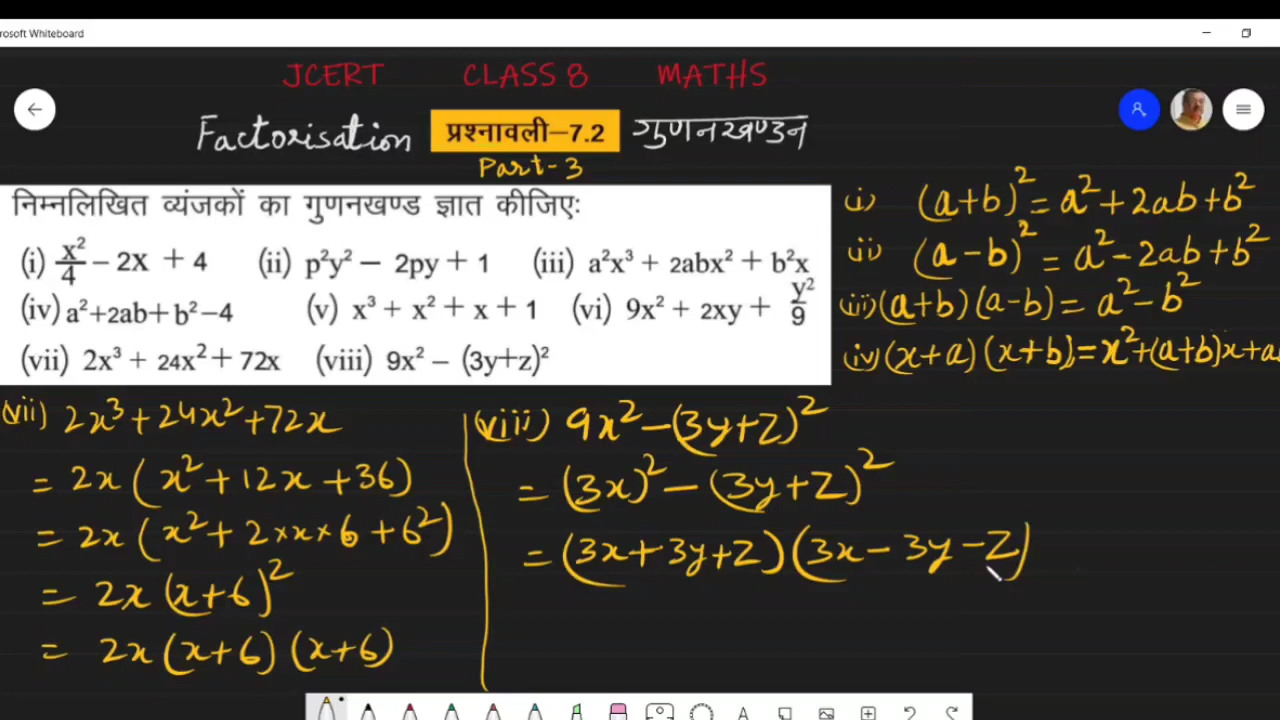 rosoft Whiteboard
JCERT CLASS 8 MATHS
Factorisation प्रश्नावली–7.2 गुणनखण्डन
Part-3
निम्नलिखित व्यंजकों का गुणनखण्ड ज्ञात कीजिए:
(i) x²/4 − 2x + 4 (ii) p²y² − 2py + 1 (iii) a²x³ + 2abx² + b²x
(iv) a²+2ab+b²−4 (v) x³ + x² + x + 1 (vi) 9x² + 2xy + y²/9
(vii) 2x³ + 24x² + 72x (viii) 9x² − (3y+z)²
(i) (a+b)² = a²+2ab+b²
(ii) (a−b)² = a²−2ab+b²
(iii) (a+b)(a−b) = a²−b²
(iv) (x+a)(x+b) = x²+(a+b)x+a
(vii) 2x³+24x²+72x
= 2x(x²+12x+36)
= 2x(x²+2×x×6+6²)
= 2x(x+6)²
= 2x(x+6)(x+6)
(viii) 9x²−(3y+z)²
= (3x)²−(3y+z)²
= (3x+3y+z)(3x−3y−z)